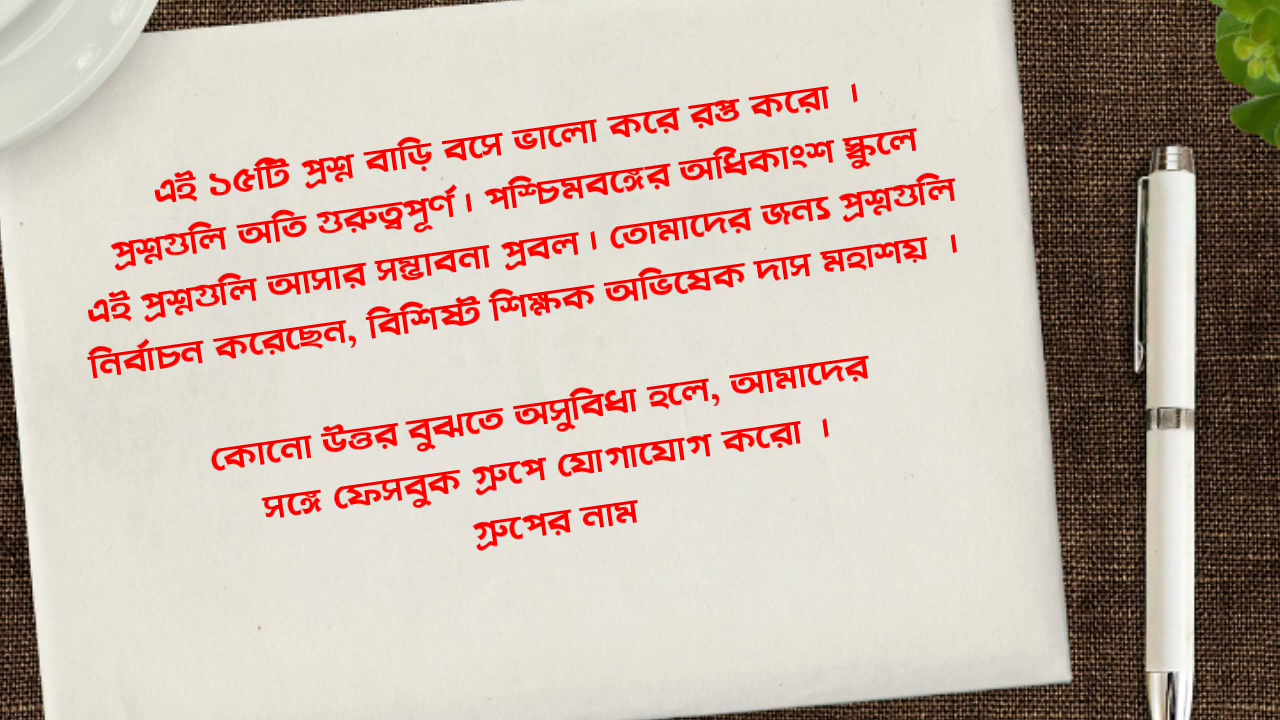 এই ১৫টি প্রশ্ন বাড়ি বসে ভালো করে রপ্ত করো ।
প্রশ্নগুলি অতি গুরুত্বপূর্ণ। পশ্চিমবঙ্গের অধিকাংশ স্কুলে
এই প্রশ্নগুলি আসার সম্ভাবনা প্রবল। তোমাদের জন্য প্রশ্নগুলি
নির্বাচন করেছেন, বিশিষ্ট শিক্ষক অভিষেক দাস মহাশয় ।
কোনো উত্তর বুঝতে অসুবিধা হলে, আমাদের
সঙ্গে ফেসবুক গ্রুপে যোগাযোগ করো ।
গ্রুপের নাম